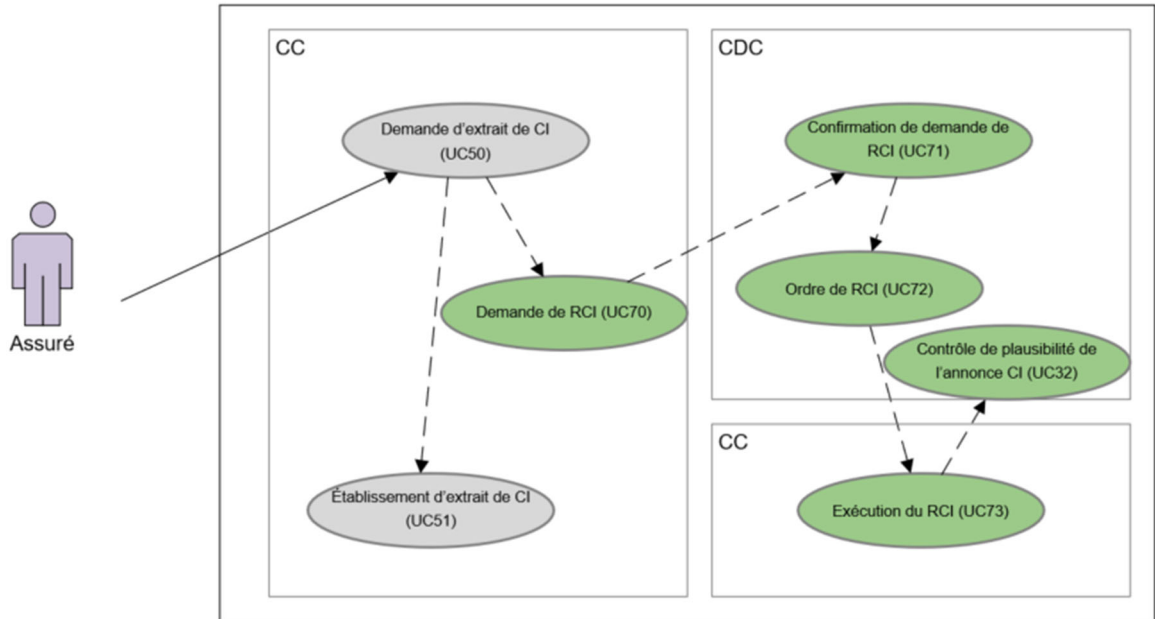 CC
Demande d'extrait de CI
(UC50)
Demande de RCI (UC70)
Établissement d'extrait de CI
(UC51)
Assuré
CDC
Confirmation de demande de
RCI (UC71)
Ordre de RCI (UC72)
Contrôle de plausibilité de
l'annonce CI (UC32)
CC
Exécution du RCI (UC73)